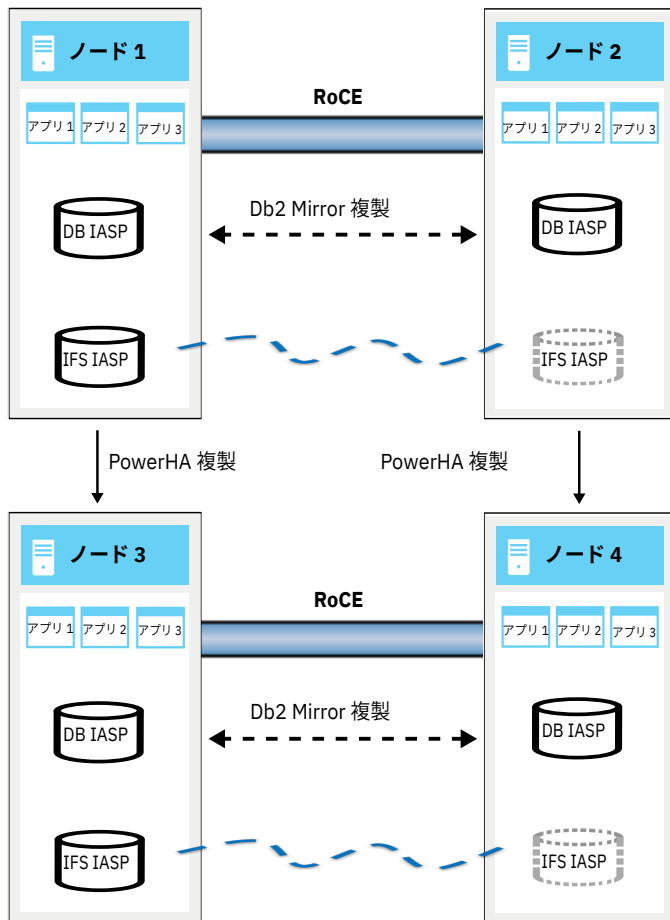 ノード 1
ノード 2
RoCE
アプリ 1
アプリ 2
アプリ 3
アプリ 1
アプリ 2
アプリ 3
Db2 Mirror 複製
DB IASP
DB IASP
IFS IASP
IFS IASP
PowerHA 複製
PowerHA 複製
ノード 3
ノード 4
RoCE
アプリ 1
アプリ 2
アプリ 3
アプリ 1
アプリ 2
アプリ 3
Db2 Mirror 複製
DB IASP
DB IASP
IFS IASP
IFS IASP